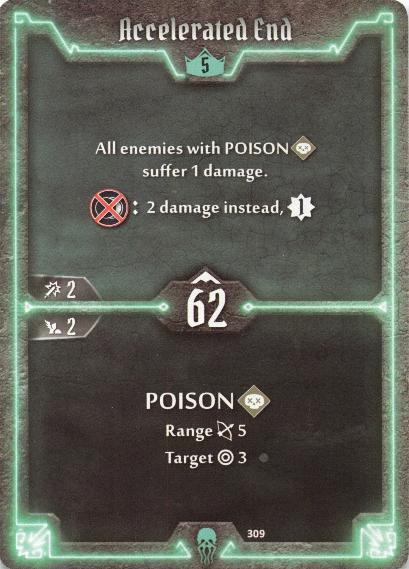 Accelerated End
5
All enemies with POISON
suffer 1 damage.
: 2 damage instead, 1
2
62
2
POISON
Range 5
Target 3
309